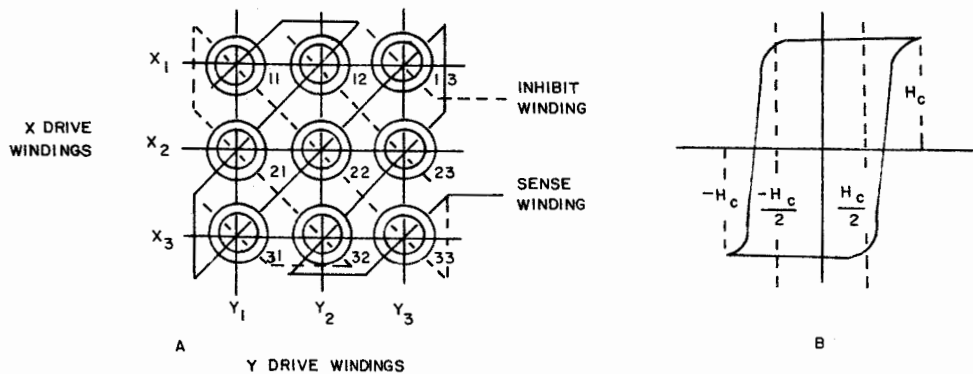 X1
11
12
13
INHIBIT
WINDING
Hc
X DRIVE
WINDINGS
X2
21
22
23
SENSE
WINDING
-Hc
-Hc
2
Hc
2
X3
31
32
33
Y1
Y2
Y3
A
B
Y DRIVE WINDINGS